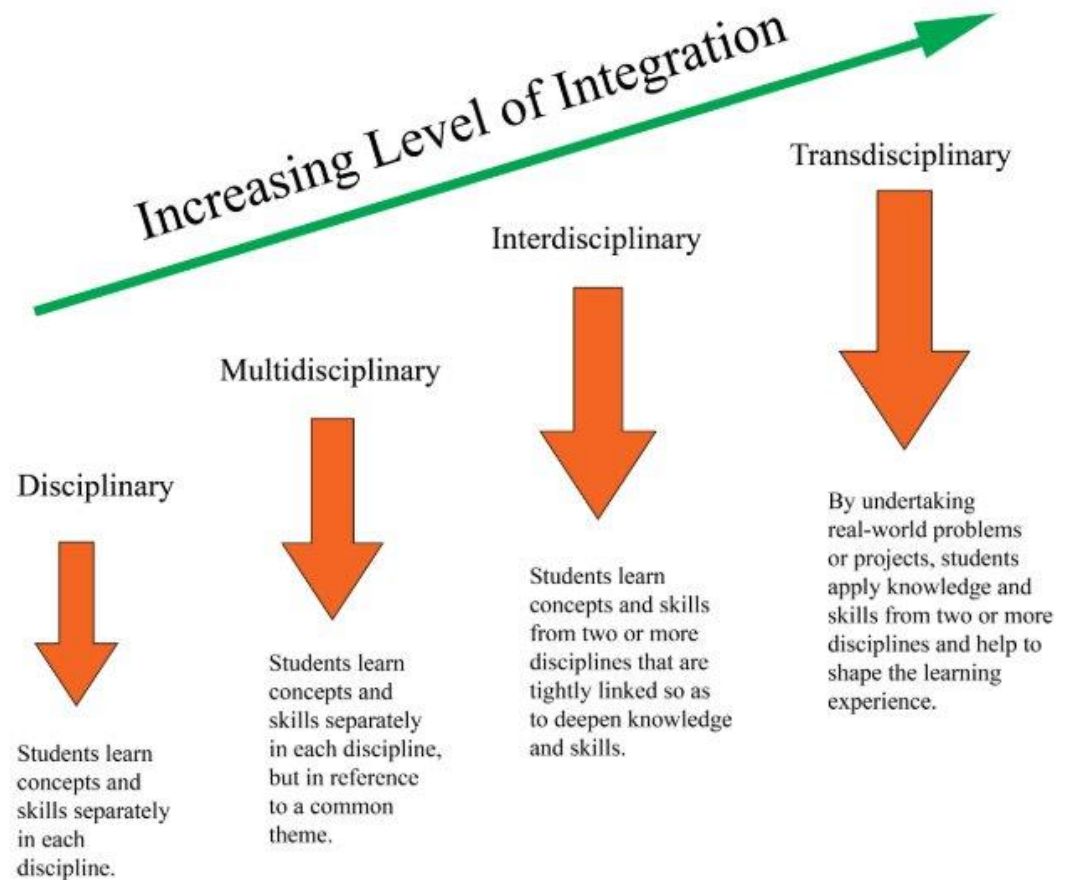 Increasing Level of Integration
Transdisciplinary
Interdisciplinary
Multidisciplinary
Disciplinary
Students learn
concepts and
skills separately
in each
discipline.
Students learn
concepts and
skills separately
in each discipline,
but in reference
to a common
theme.
Students learn
concepts and skills
from two or more
disciplines that are
tightly linked so as
to deepen knowledge
and skills.
By undertaking
real-world problems
or projects, students
apply knowledge and
skills from two or more
disciplines and help to
shape the learning
experience.